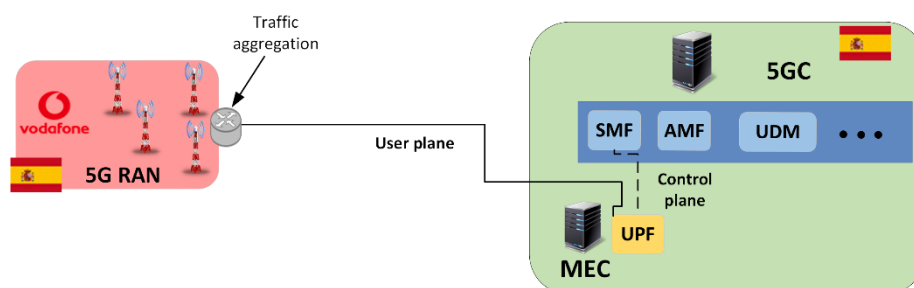 Traffic
aggregation
vodafone
5G RAN
User plane
5GC
SMF
AMF
UDM
Control
plane
UPF
MEC